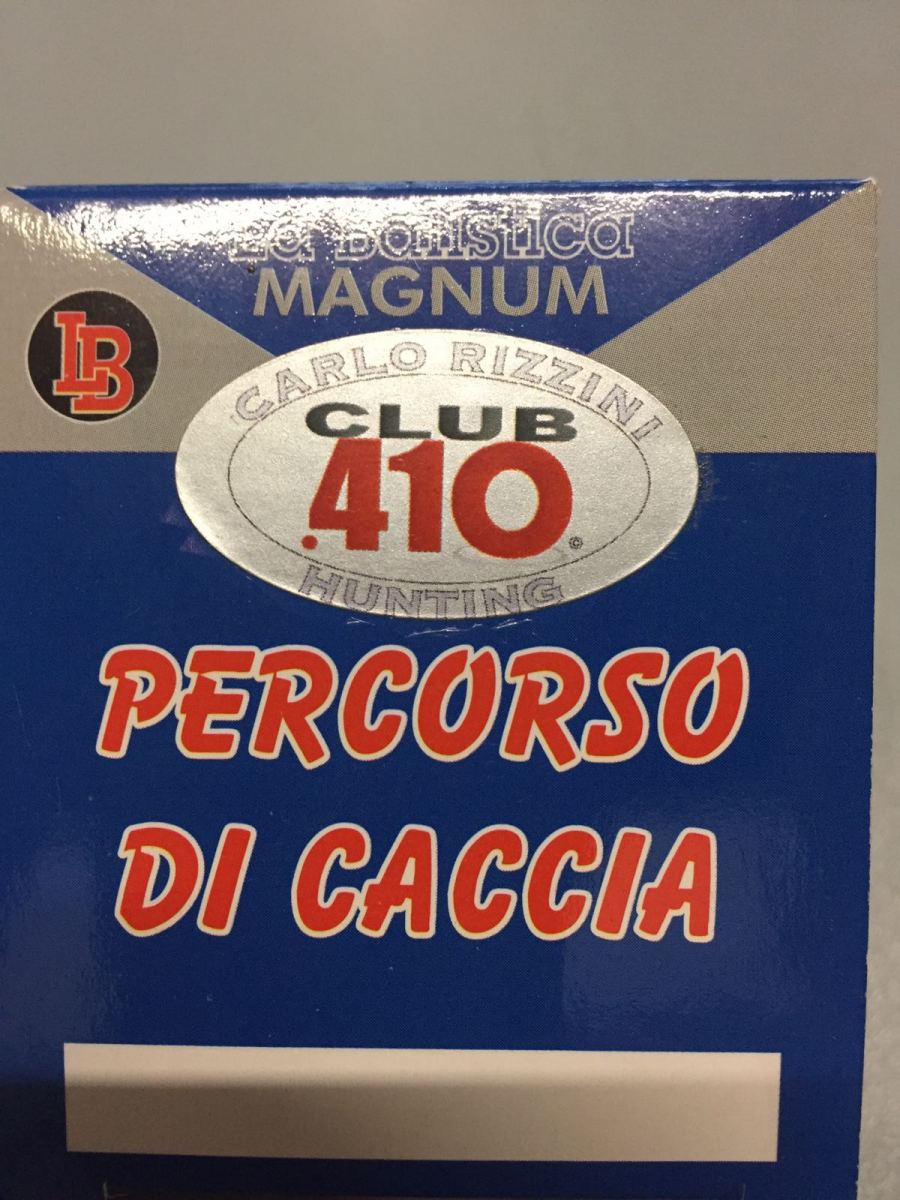 La Balistica
MAGNUM
LB
CARLO RIZZINI
CLUB
.410
©
HUNTING
PERCORSO
DI CACCIA